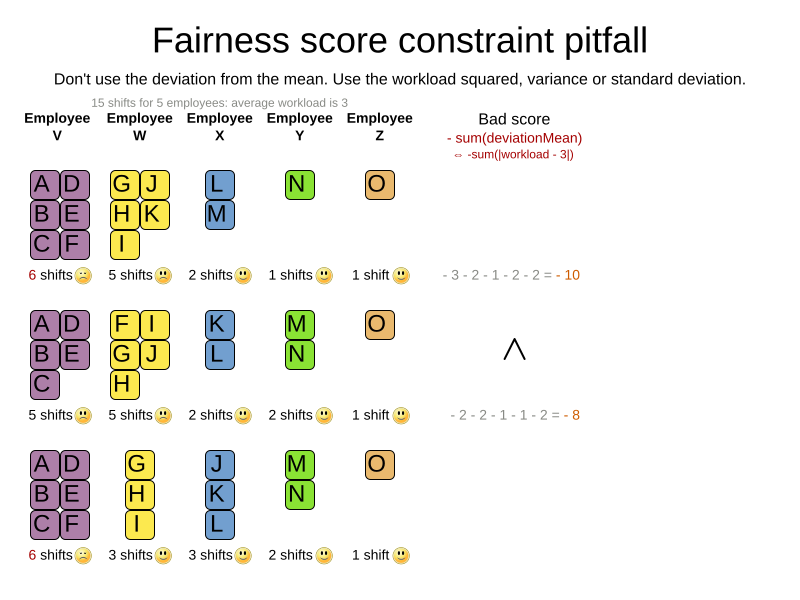 Fairness score constraint pitfall
Don't use the deviation from the mean. Use the workload squared, variance or standard deviation.
15 shifts for 5 employees: average workload is 3
Employee V Employee W Employee X Employee Y Employee Z
Bad score
- sum(deviationMean)
⇔ -sum(|workload - 3|)
A D G J L N O
B E H K M
C F I
6 shifts 5 shifts 2 shifts 1 shifts 1 shift - 3 - 2 - 1 - 2 - 2 = - 10
A D F I K M O
B E G J L N
C H
5 shifts 5 shifts 2 shifts 2 shifts 1 shift - 2 - 2 - 1 - 1 - 2 = - 8
A D G J M O
B E H K N
C F I L
6 shifts 3 shifts 3 shifts 2 shifts 1 shift